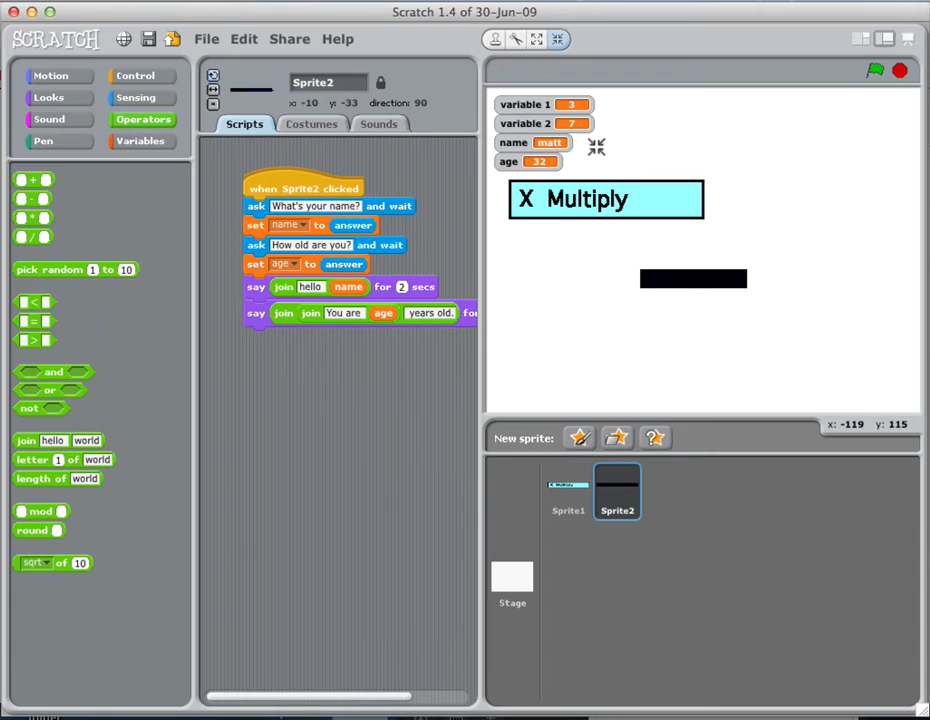 Scratch 1.4 of 30-Jun-09
SCRATCH File Edit Share Help
Motion Control
Looks Sensing
Sound Operators
Pen Variables
+
-
*
/
pick random 1 to 10
<
=
>
and
or
not
join hello world
letter 1 of world
length of world
mod
round
sqrt of 10
Sprite2
x: -10 y: -33 direction: 90
Scripts Costumes Sounds
when Sprite2 clicked
ask What's your name? and wait
set name to answer
ask How old are you? and wait
set age to answer
say join hello name for 2 secs
say join join You are age years old. for
variable 1 3
variable 2 7
name matt
age 32
X Multiply
x: -119 y: 115
New sprite:
X Multiply
Sprite1 Sprite2
Stage